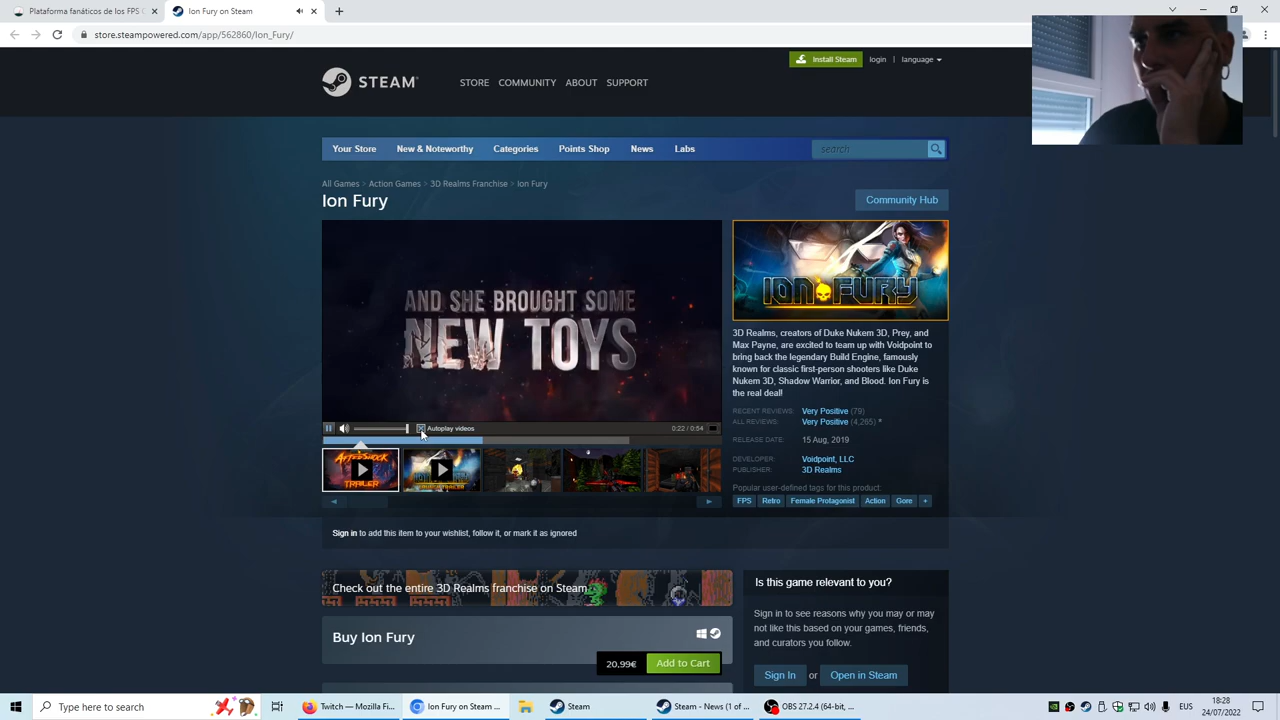 Plataforma fanáticos de los FPS
Ion Fury on Steam
store.steampowered.com/app/562860/Ion_Fury/
Install Steam
login | language
STEAM
STORE COMMUNITY ABOUT SUPPORT
Your Store New & Noteworthy Categories Points Shop News Labs
search
All Games > Action Games > 3D Realms Franchise > Ion Fury
Ion Fury
Community Hub
AND SHE BROUGHT SOME
NEW TOYS
Autoplay videos
0:22 / 0:54
AFTERSHOCK
TRAILER
ION FURY
3D Realms, creators of Duke Nukem 3D, Prey, and
Max Payne, are excited to team up with Voidpoint to
bring back the legendary Build Engine, famously
known for classic first-person shooters like Duke
Nukem 3D, Shadow Warrior, and Blood. Ion Fury is
the real deal!
RECENT REVIEWS: Very Positive (79)
ALL REVIEWS: Very Positive (4,265) *
RELEASE DATE: 15 Aug, 2019
DEVELOPER: Voidpoint, LLC
PUBLISHER: 3D Realms
Popular user-defined tags for this product:
FPS Retro Female Protagonist Action Gore +
Sign in to add this item to your wishlist, follow it, or mark it as ignored
Check out the entire 3D Realms franchise on Steam
Buy Ion Fury
20,99€ Add to Cart
Is this game relevant to you?
Sign in to see reasons why you may or may
not like this based on your games, friends,
and curators you follow.
Sign In or Open in Steam
Type here to search
Twitch — Mozilla Fi...
Ion Fury on Steam ...
Steam
Steam - News (1 of ...
OBS 27.2.4 (64-bit, ...
EUS
18:28
24/07/2022